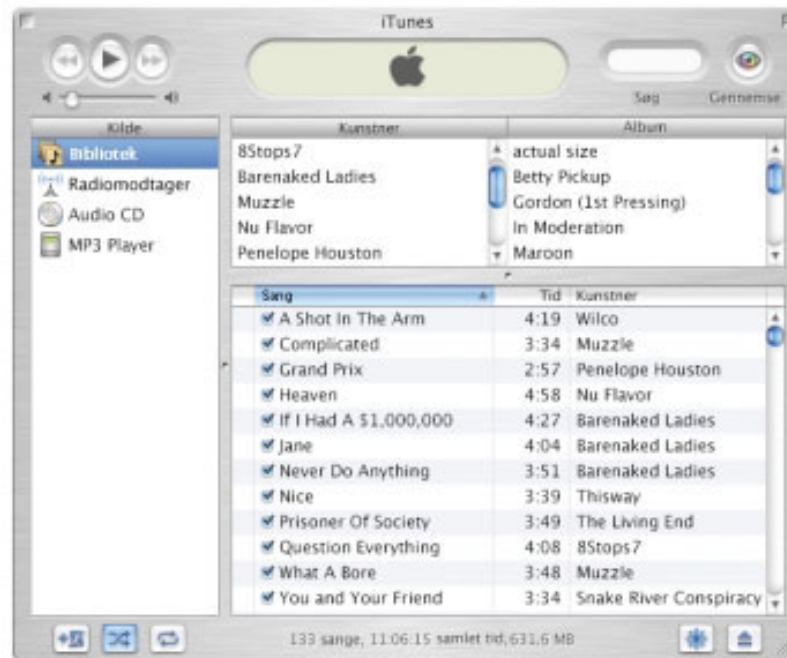 iTunes
Søg
Gennemse
Kilde
Bibliotek
Radiomodtager
Audio CD
MP3 Player
Kunstner Album
8Stops7 actual size
Barenaked Ladies Betty Pickup
Muzzle Gordon (1st Pressing)
Nu Flavor In Moderation
Penelope Houston Maroon
Sang Tid Kunstner
A Shot In The Arm 4:19 Wilco
Complicated 3:34 Muzzle
Grand Prix 2:57 Penelope Houston
Heaven 4:58 Nu Flavor
If I Had A $1,000,000 4:27 Barenaked Ladies
Jane 4:04 Barenaked Ladies
Never Do Anything 3:51 Barenaked Ladies
Nice 3:39 Thisway
Prisoner Of Society 3:49 The Living End
Question Everything 4:08 8Stops7
What A Bore 3:48 Muzzle
You and Your Friend 3:34 Snake River Conspiracy
133 sange, 11:06:15 samlet tid, 631,6 MB